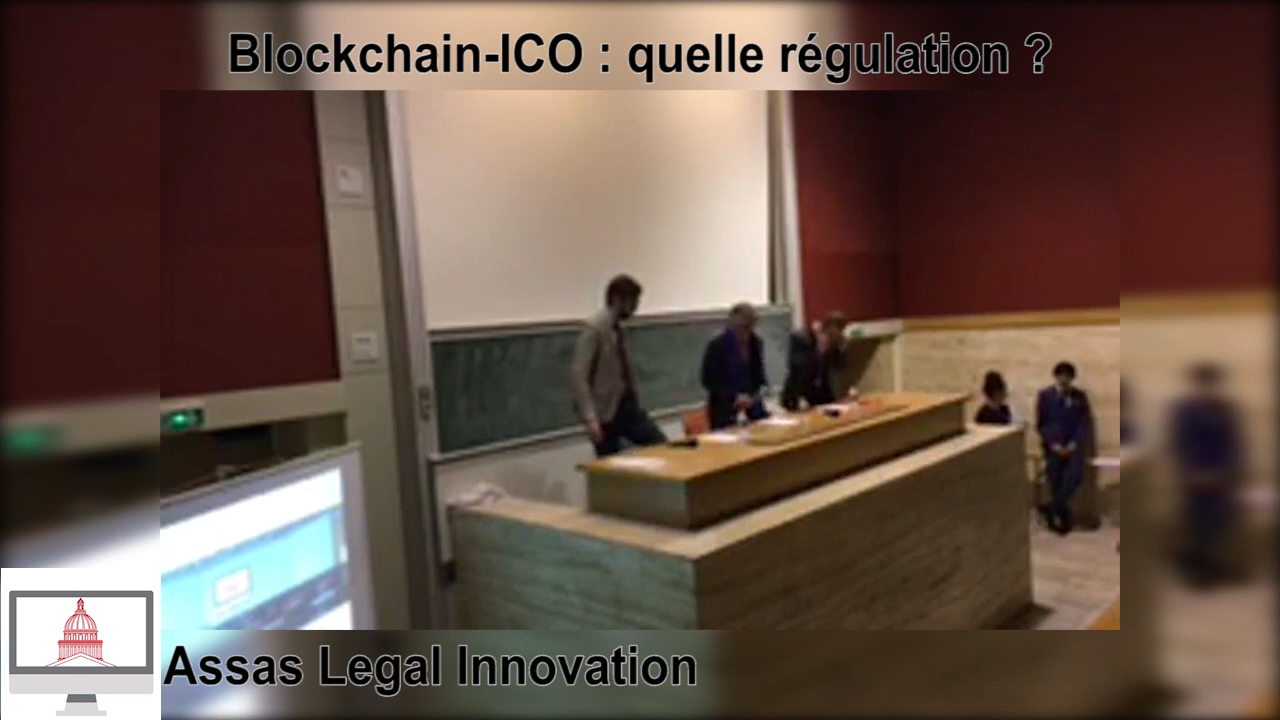 Blockchain-ICO : quelle régulation ?
Assas Legal Innovation